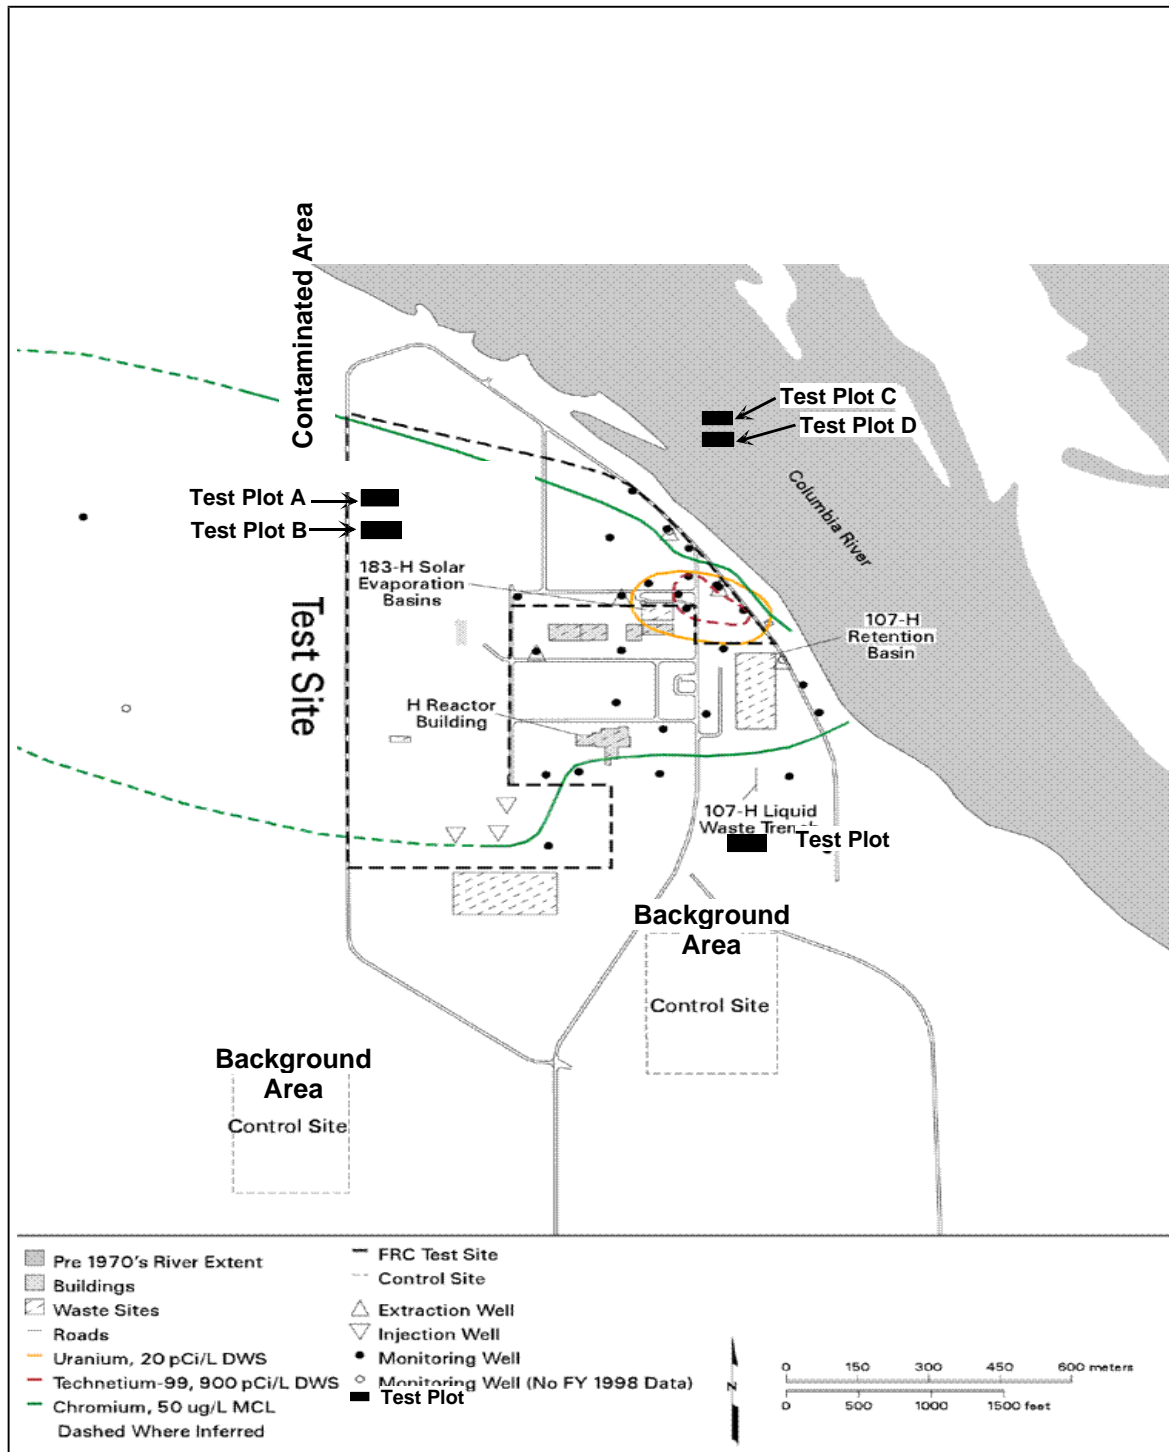 Contaminated Area
Test Plot C
Test Plot D
Columbia River
Test Plot A
Test Plot B
183-H Solar
Evaporation
Basins
Test Site
107-H
Retention
Basin
H Reactor
Building
107-H Liquid
Waste Trench
Test Plot
Background
Area
Control Site
Background
Area
Control Site
Pre 1970's River Extent
Buildings
Waste Sites
Roads
Uranium, 20 pCi/L DWS
Technetium-99, 900 pCi/L DWS
Chromium, 50 ug/L MCL
Dashed Where Inferred
FRC Test Site
Control Site
Extraction Well
Injection Well
Monitoring Well
Monitoring Well (No FY 1998 Data)
Test Plot
N
0 150 300 450 600 meters
0 500 1000 1500 feet